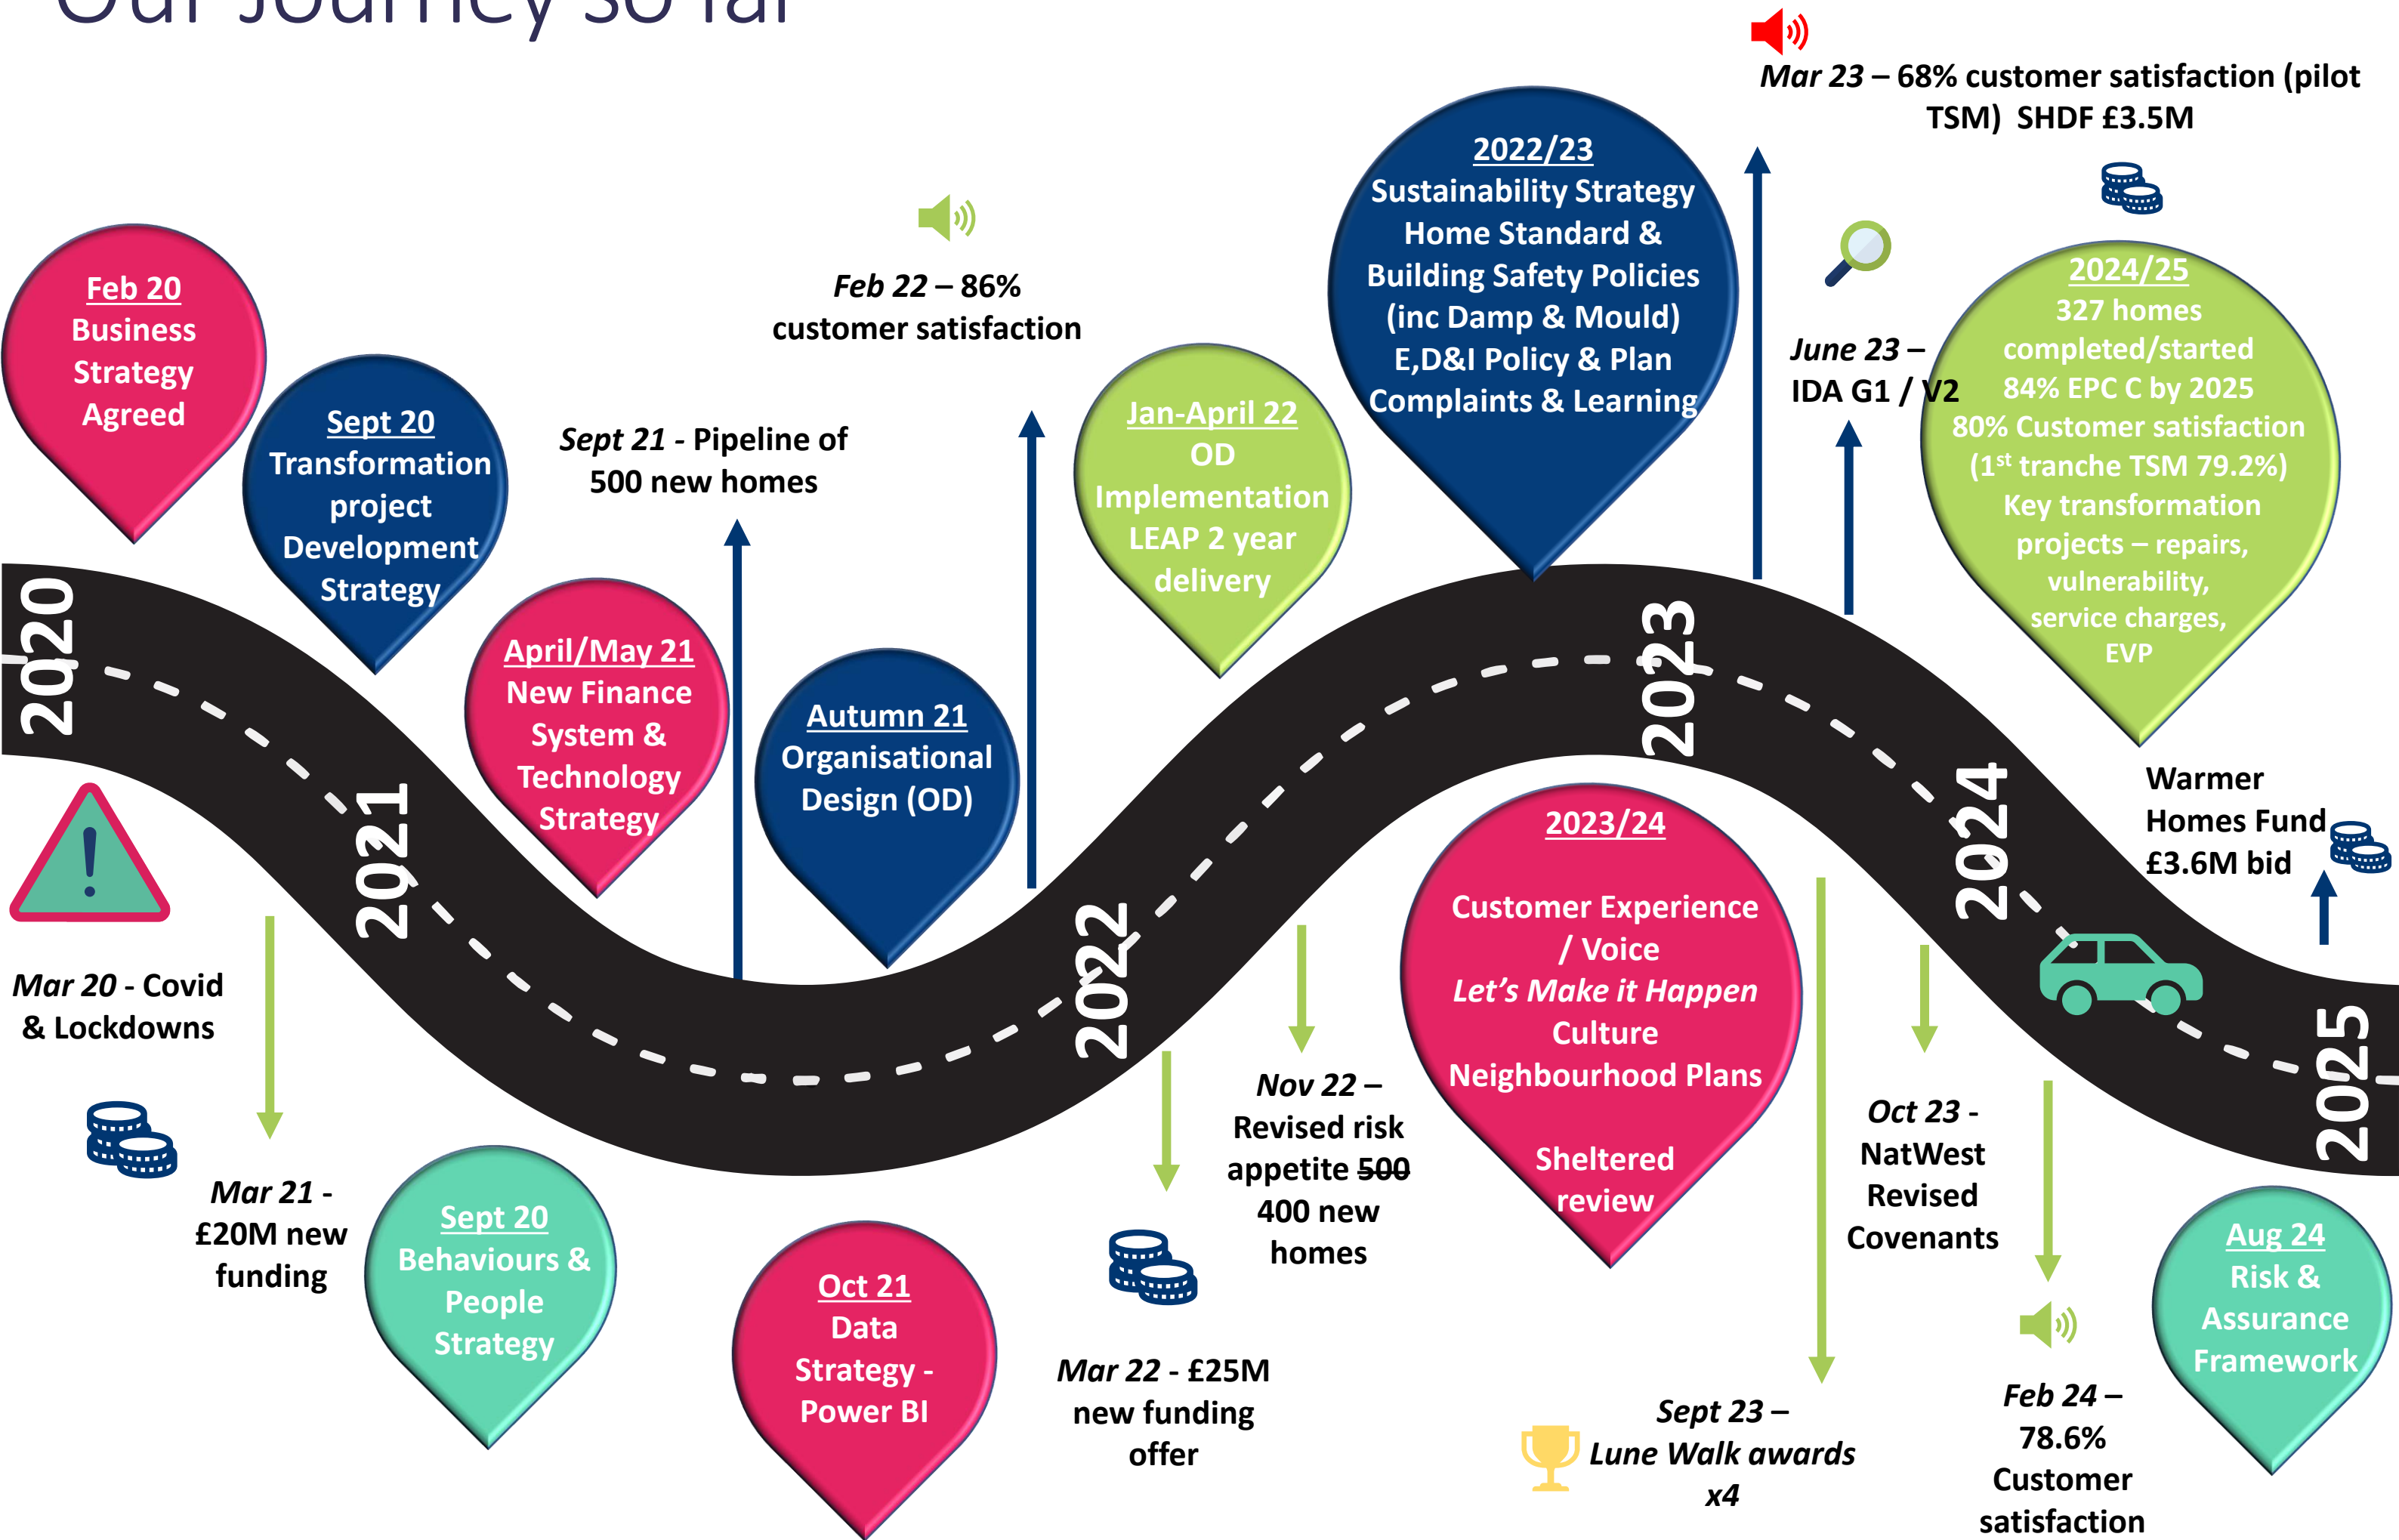 Our Journey so far
Mar 23 – 68% customer satisfaction (pilot
TSM) SHDF £3.5M
Feb 20
Business
Strategy
Agreed
Sept 20
Transformation
project
Development
Strategy
Sept 21 - Pipeline of
500 new homes
Feb 22 – 86%
customer satisfaction
Jan-April 22
OD
Implementation
LEAP 2 year
delivery
2022/23
Sustainability Strategy
Home Standard &
Building Safety Policies
(inc Damp & Mould)
E,D&I Policy & Plan
Complaints & Learning
June 23 –
IDA G1 / V2
2024/25
327 homes
completed/started
84% EPC C by 2025
80% Customer satisfaction
(1st tranche TSM 79.2%)
Key transformation
projects – repairs,
vulnerability,
service charges,
EVP
April/May 21
New Finance
System &
Technology
Strategy
Autumn 21
Organisational
Design (OD)
2020
2021
2022
2023
2024
2025
Warmer
Homes Fund
£3.6M bid
Mar 20 - Covid
& Lockdowns
Mar 21 -
£20M new
funding
Sept 20
Behaviours &
People
Strategy
Oct 21
Data
Strategy -
Power BI
Mar 22 - £25M
new funding
offer
Nov 22 –
Revised risk
appetite 500
400 new
homes
2023/24
Customer Experience
/ Voice
Let's Make it Happen
Culture
Neighbourhood Plans
Sheltered
review
Sept 23 –
Lune Walk awards
x4
Oct 23 -
NatWest
Revised
Covenants
Feb 24 –
78.6%
Customer
satisfaction
Aug 24
Risk &
Assurance
Framework